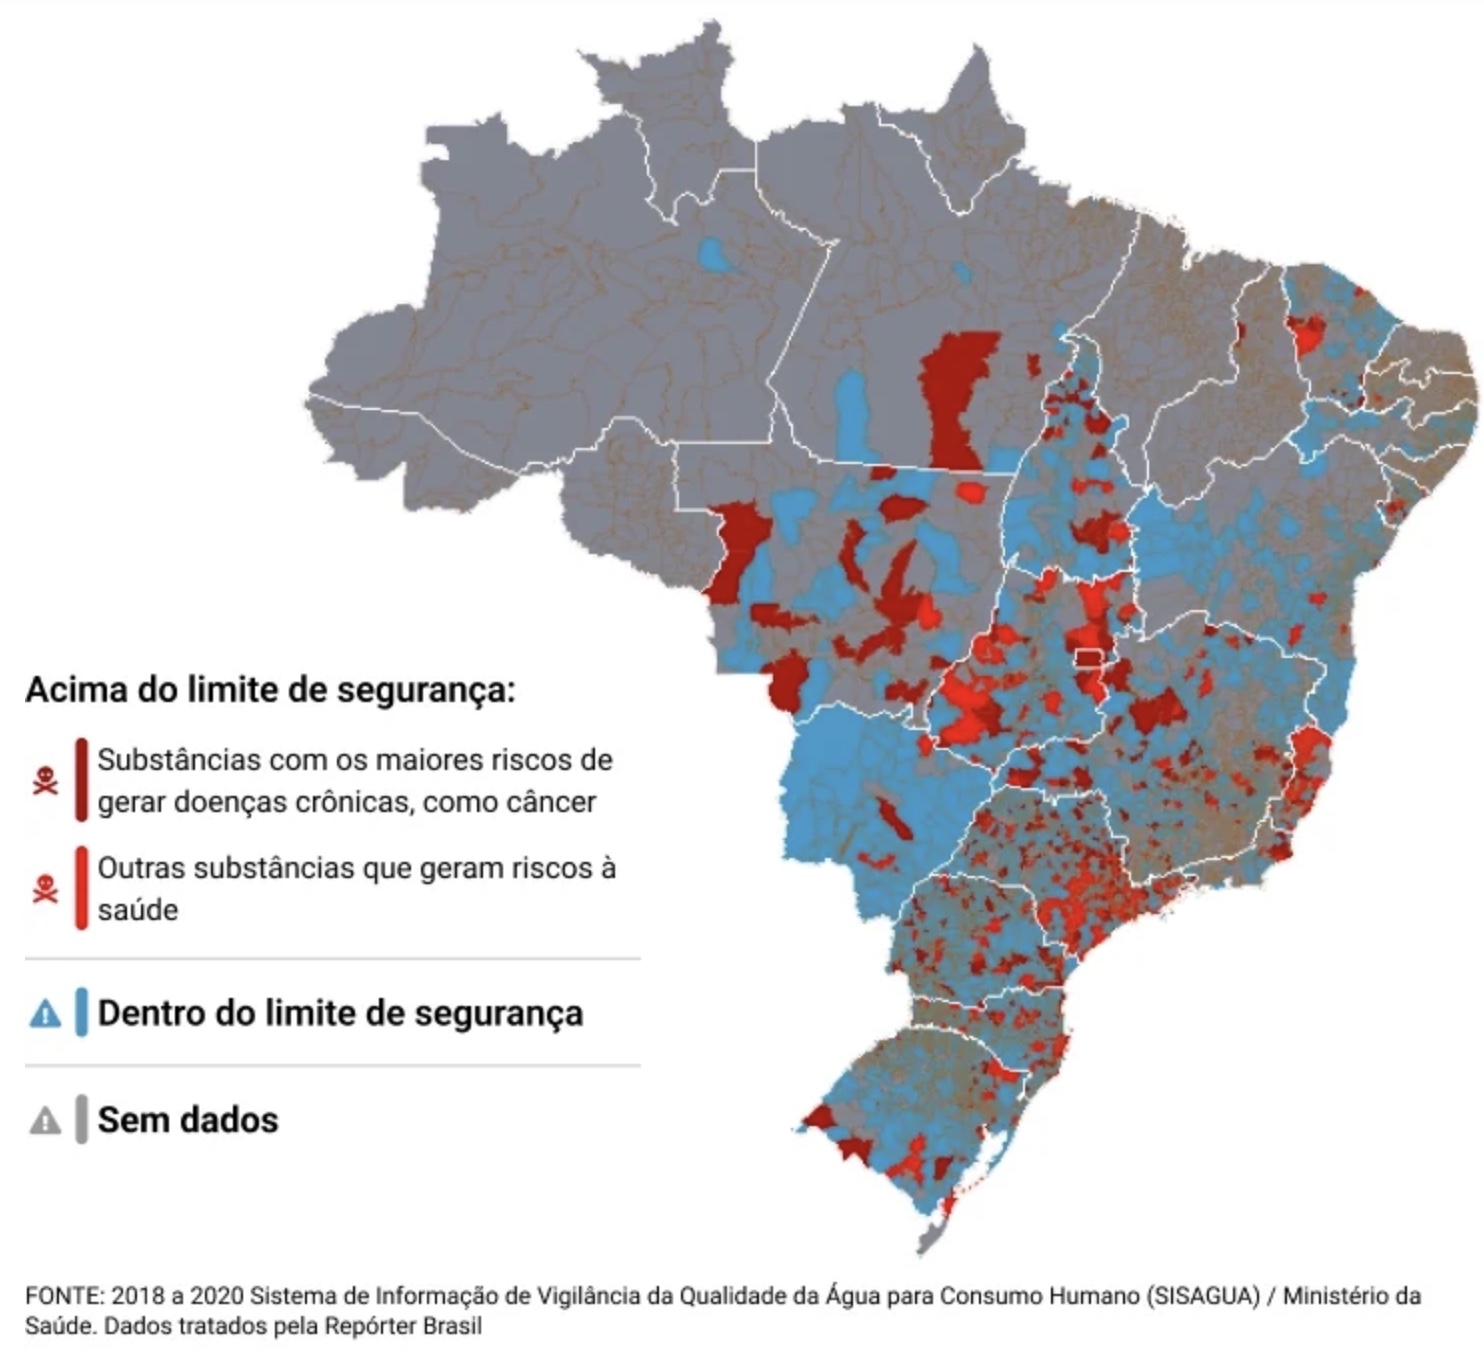 Acima do limite de segurança:
Substâncias com os maiores riscos de
gerar doenças crônicas, como câncer
Outras substâncias que geram riscos à
saúde
Dentro do limite de segurança
Sem dados
FONTE: 2018 a 2020 Sistema de Informação de Vigilância da Qualidade da Água para Consumo Humano (SISAGUA) / Ministério da
Saúde. Dados tratados pela Repórter Brasil